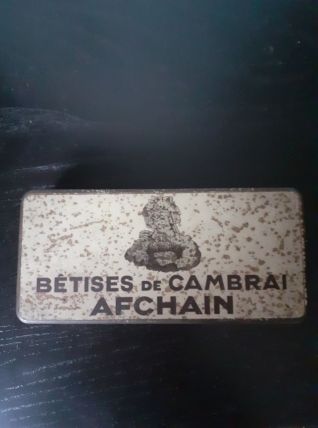 BÊTISES DE CAMBRAI
AFCHAIN